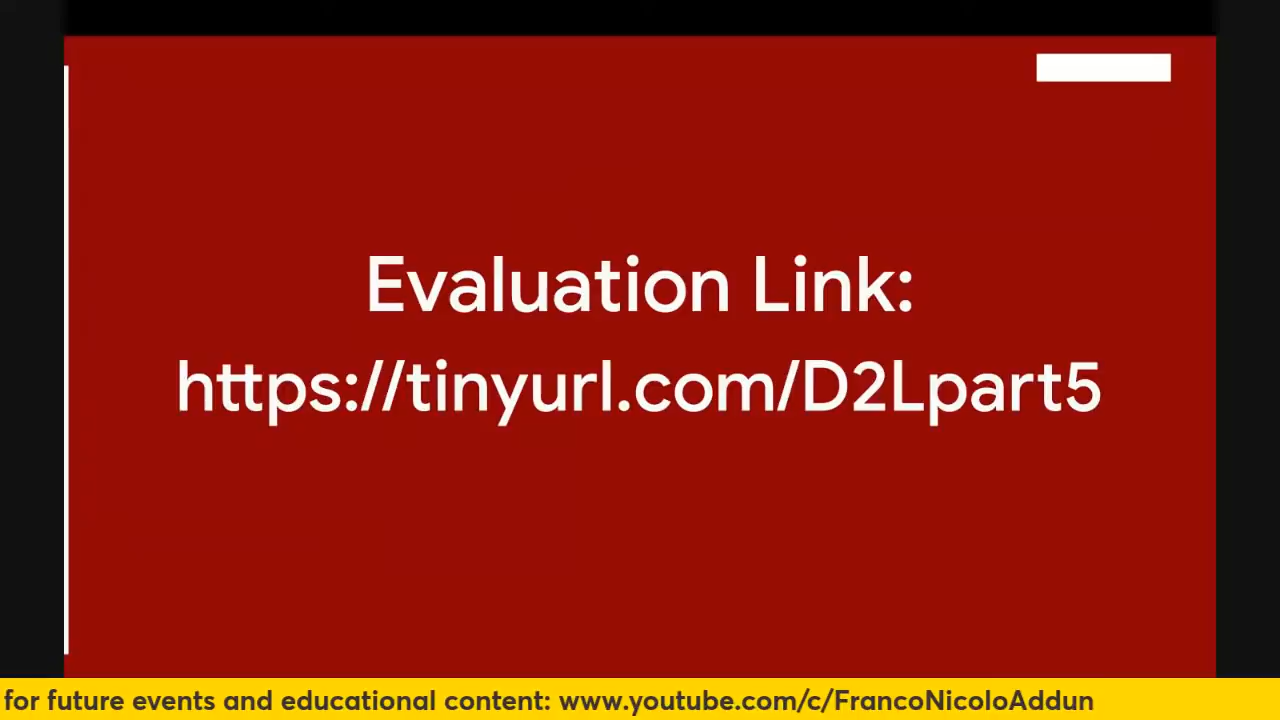 Evaluation Link:
https://tinyurl.com/D2Lpart5
for future events and educational content: www.youtube.com/c/FrancoNicoloAddun